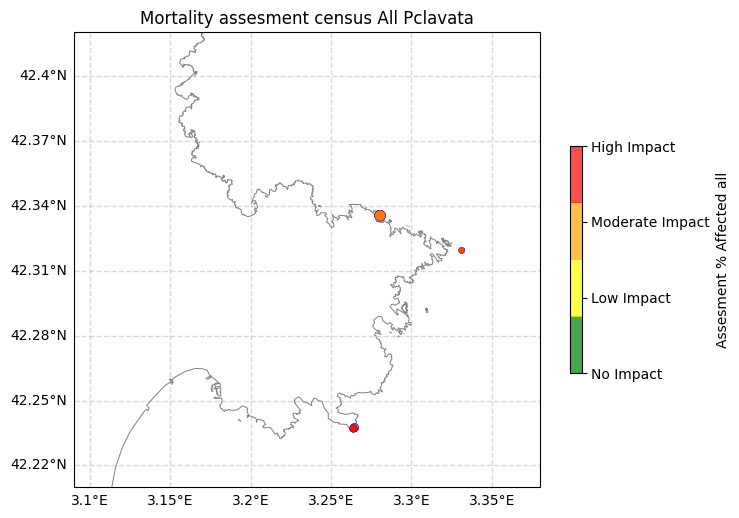 Mortality assesment census All Pclavata
42.4°N
42.37°N
42.34°N
42.31°N
42.28°N
42.25°N
42.22°N
3.1°E 3.15°E 3.2°E 3.25°E 3.3°E 3.35°E
High Impact
Moderate Impact
Low Impact
No Impact
Assesment % Affected all